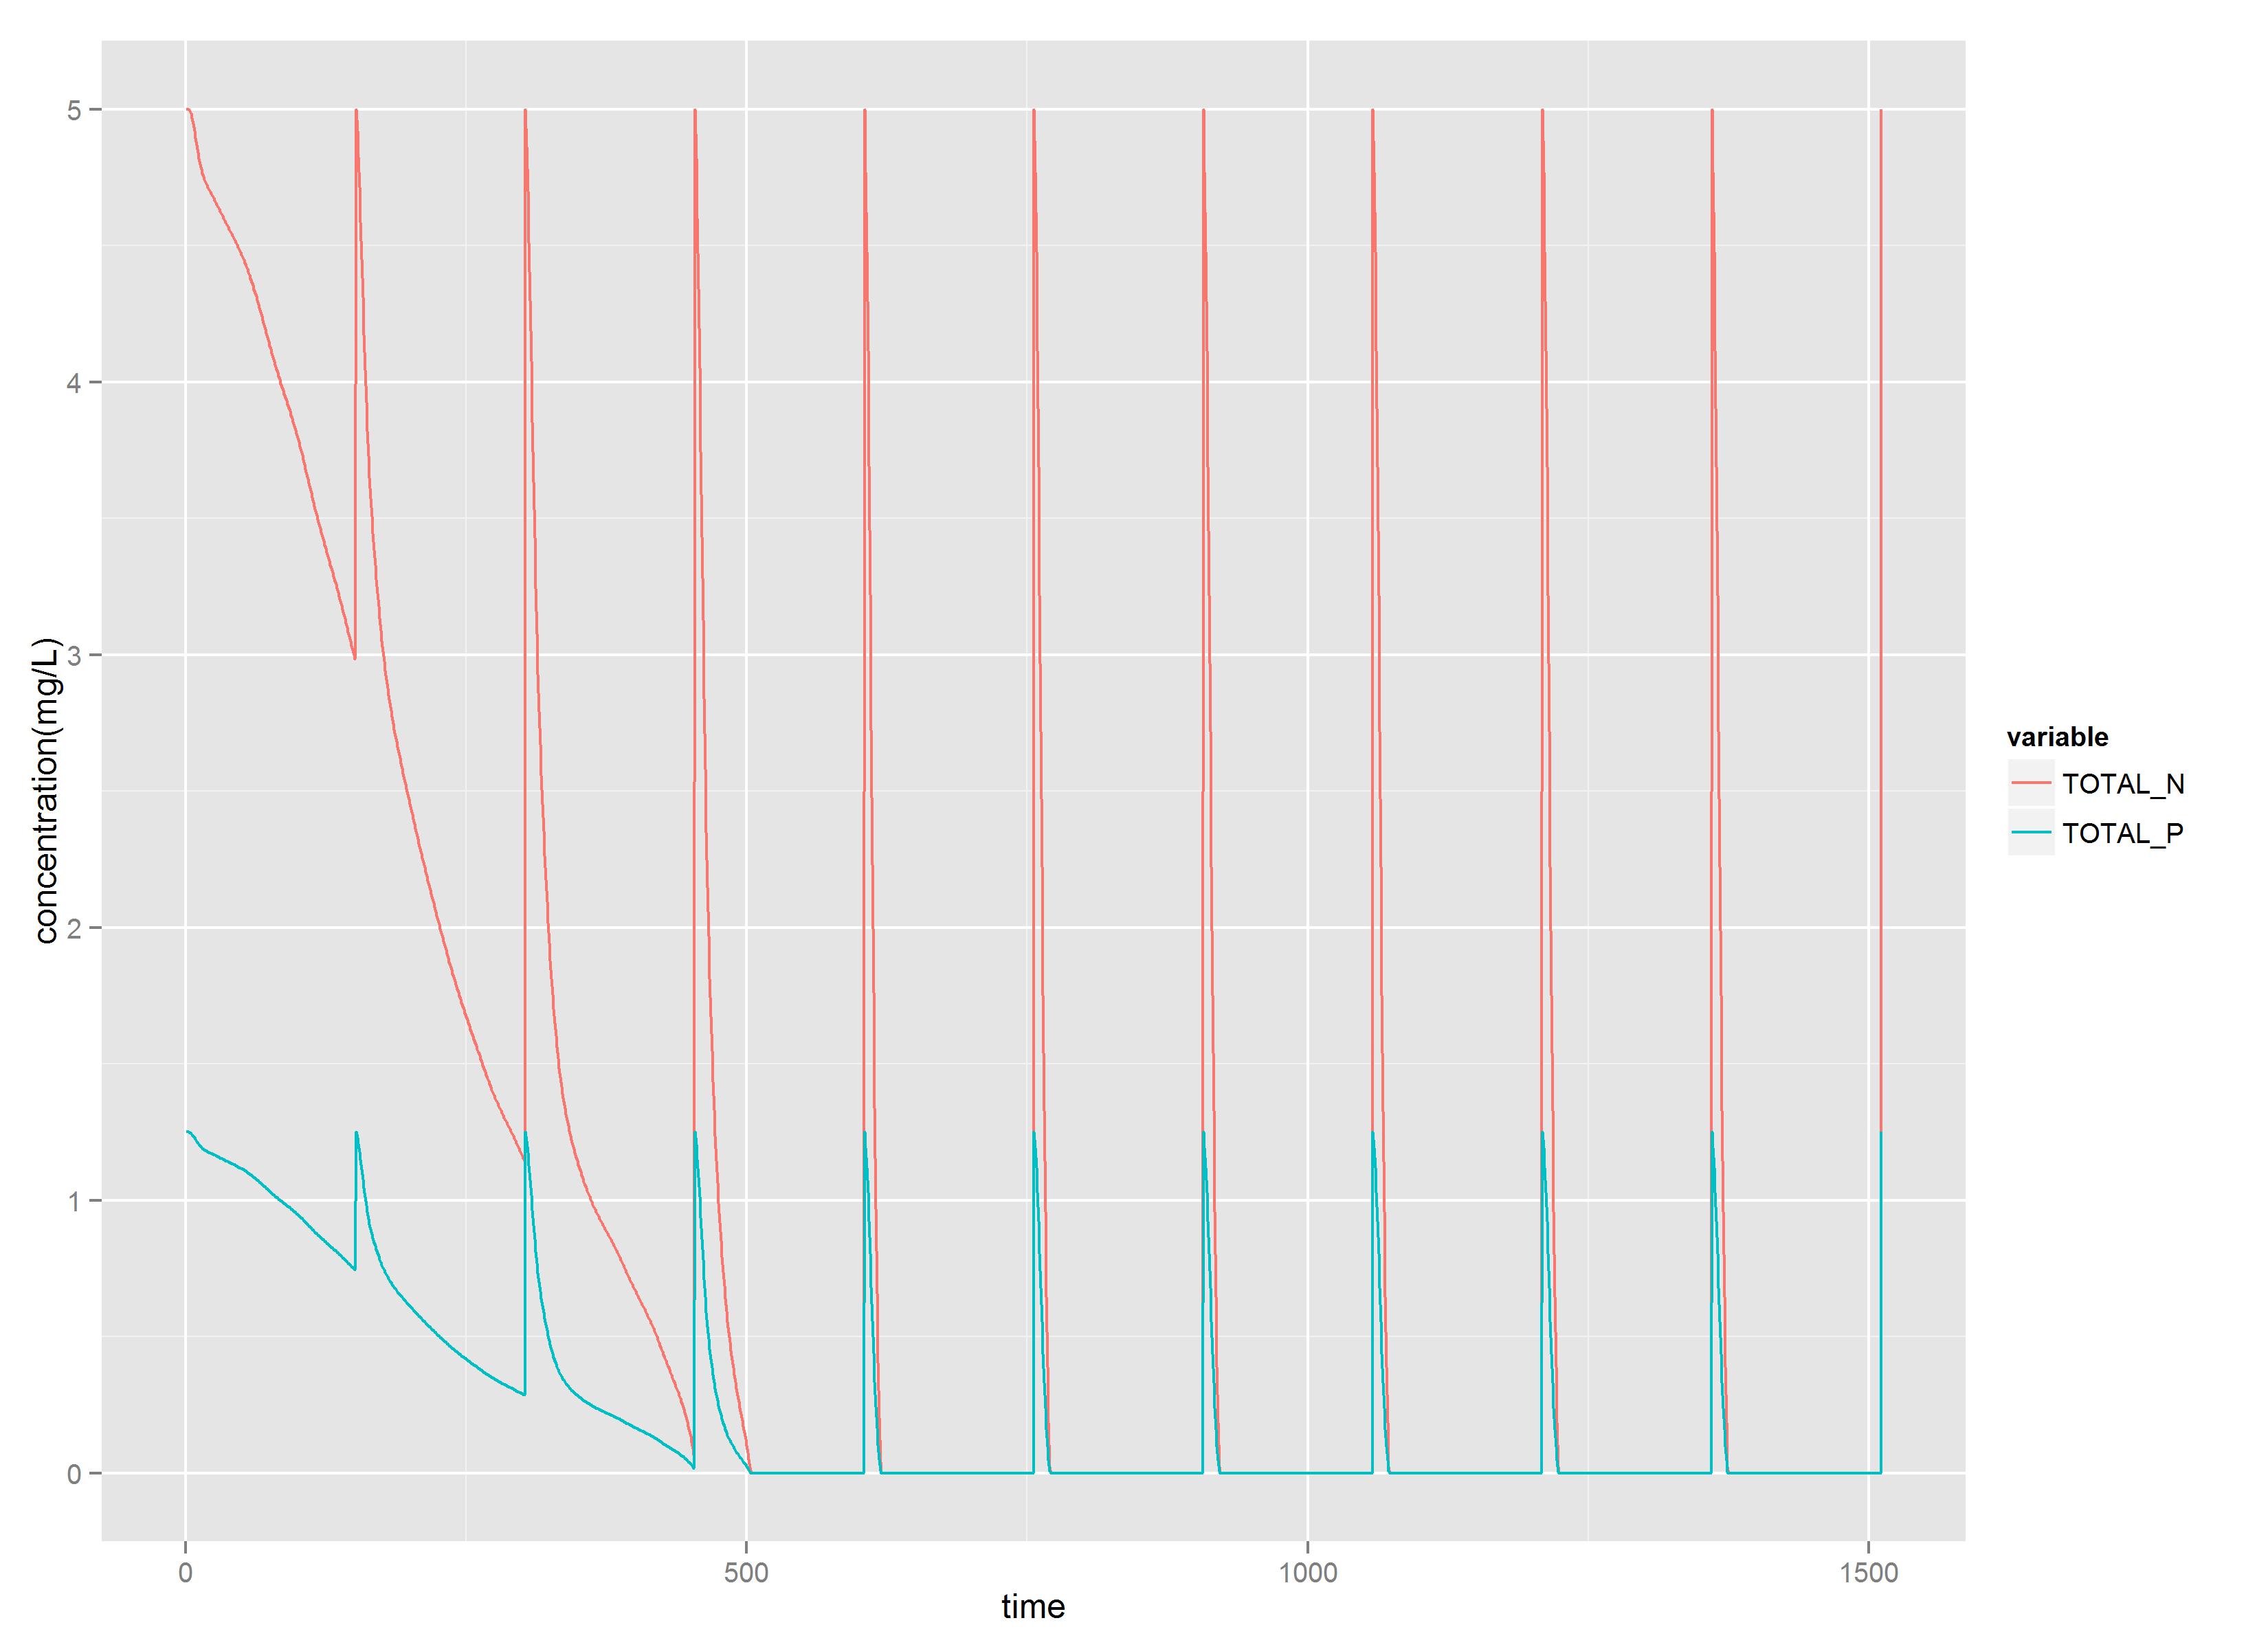 concentration(mg/L)
5
4
3
2
1
0
0 500 1000 1500
time
variable
TOTAL_N
TOTAL_P